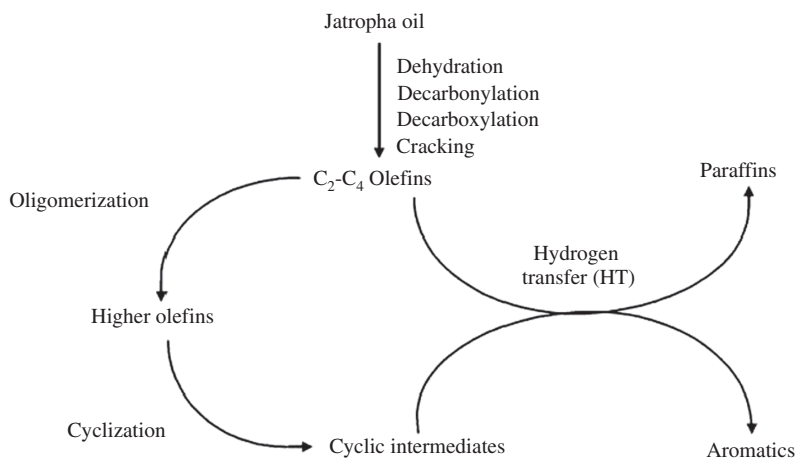 Jatropha oil
Dehydration
Decarbonylation
Decarboxylation
Cracking
C₂-C₄ Olefins
Paraffins
Oligomerization
Hydrogen
transfer (HT)
Higher olefins
Cyclization
Cyclic intermediates
Aromatics